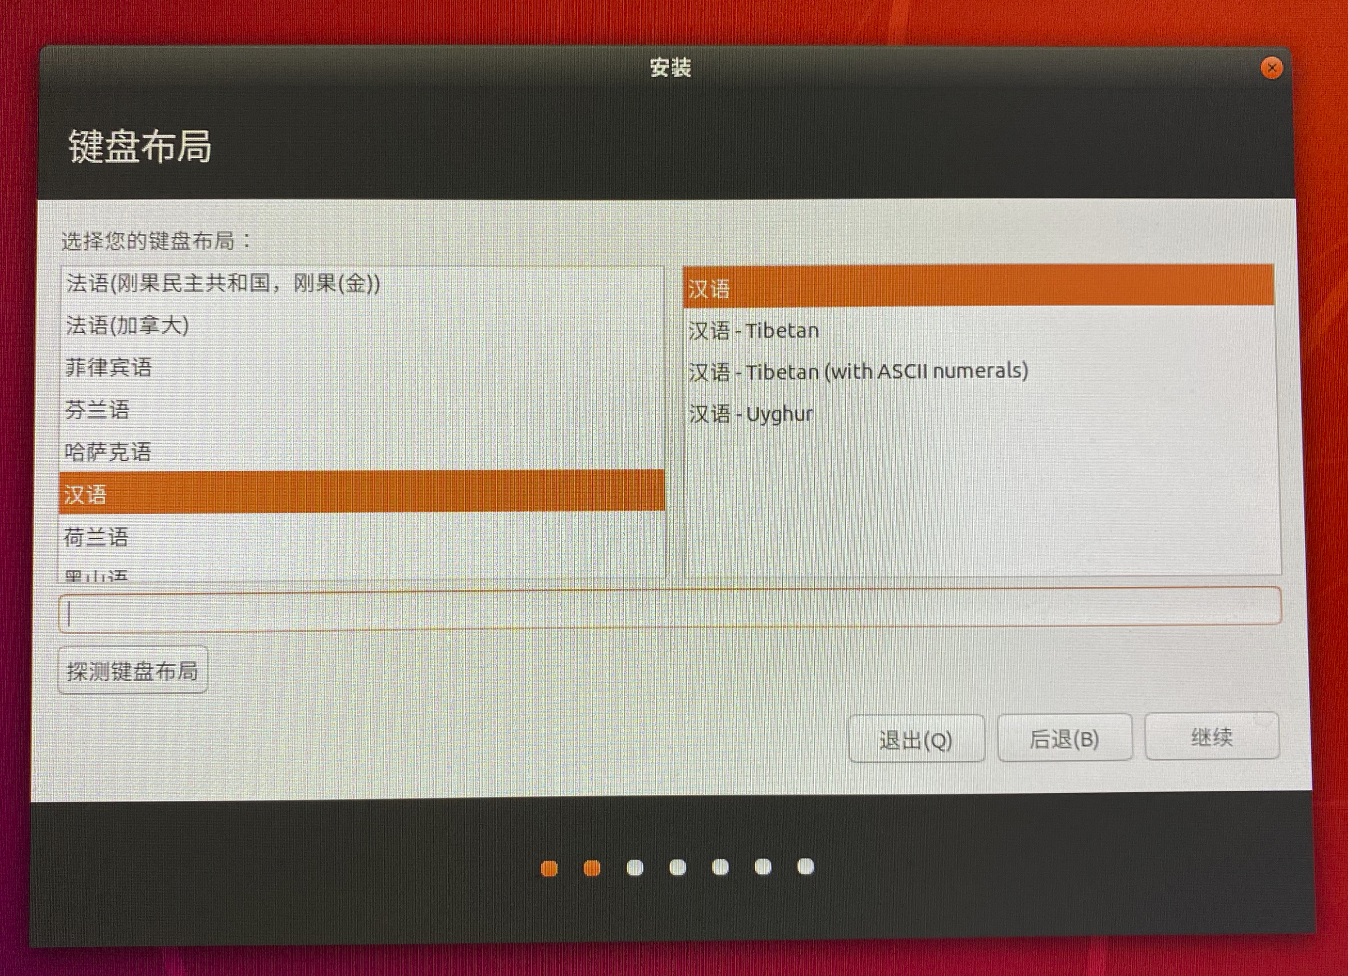 安装
键盘布局
选择您的键盘布局：
法语(刚果民主共和国，刚果(金))
法语(加拿大)
菲律宾语
芬兰语
哈萨克语
汉语
荷兰语
黑山语
汉语
汉语 - Tibetan
汉语 - Tibetan (with ASCII numerals)
汉语 - Uyghur
探测键盘布局
退出(Q)
后退(B)
继续